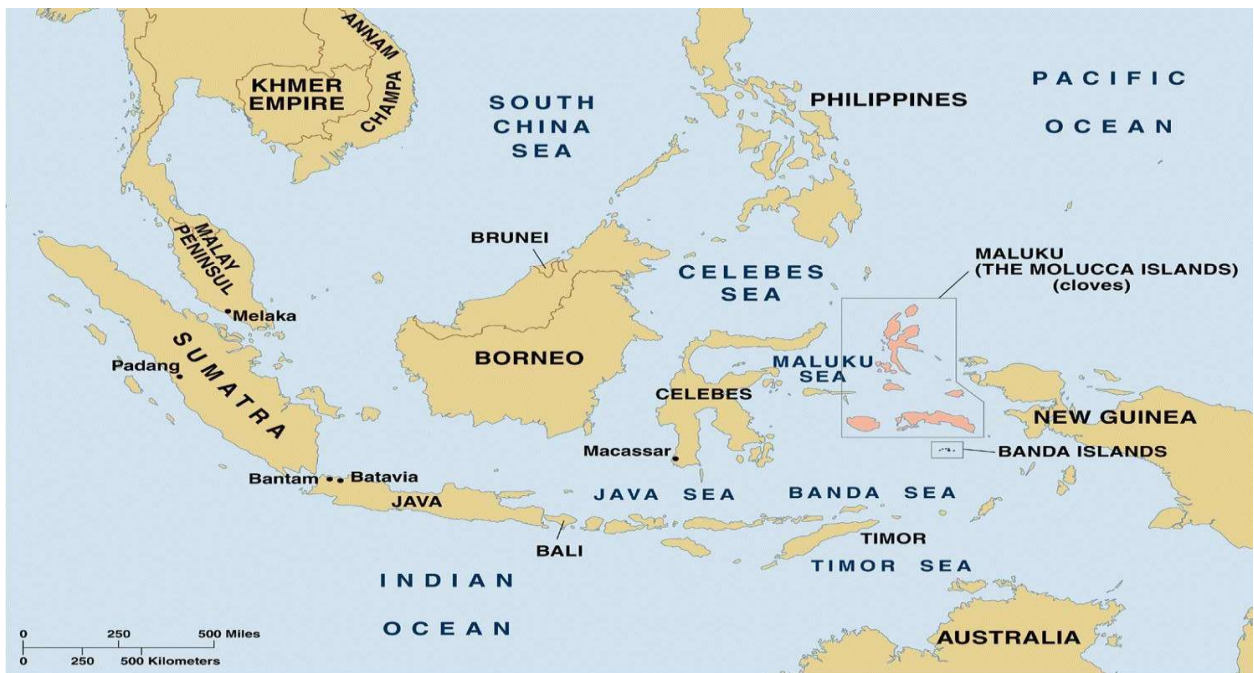 ANNAM
KHMER
EMPIRE
CHAMPA
SOUTH
CHINA
SEA
PHILIPPINES
PACIFIC
OCEAN
MALAY
PENINSUL
Melaka
BRUNEI
CELEBES
SEA
MALUKU
(THE MOLUCCA ISLANDS)
(cloves)
SUMATRA
Padang
BORNEO
MALUKU
SEA
CELEBES
NEW GUINEA
Macassar
BANDA ISLANDS
Bantam
Batavia
JAVA
JAVA SEA
BANDA SEA
BALI
TIMOR
TIMOR SEA
INDIAN
OCEAN
AUSTRALIA
0 250 500 Miles
0 250 500 Kilometers